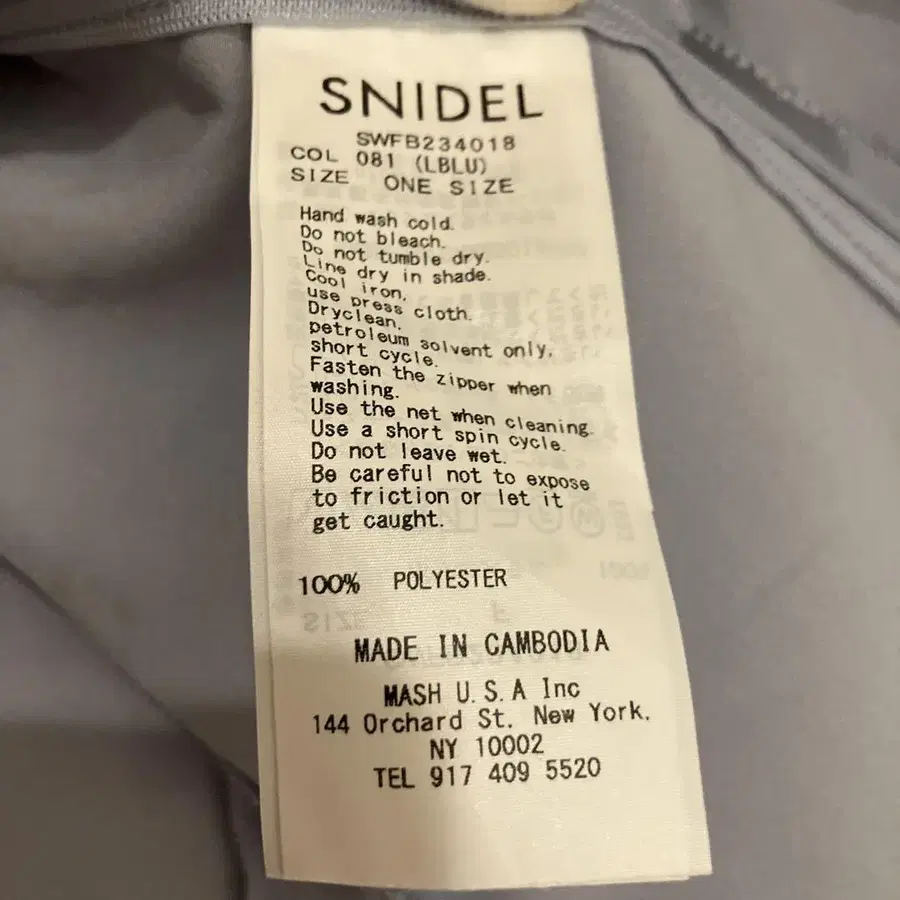 SNIDEL
SWFB234018
COL 081 (LBLU)
SIZE ONE SIZE
Hand wash cold.
Do not bleach.
Do not tumble dry.
Line dry in shade.
Cool iron,
use press cloth.
Dryclean,
petroleum solvent only,
short cycle.
Fasten the zipper when
washing.
Use the net when cleaning.
Use a short spin cycle.
Do not leave wet.
Be careful not to expose
to friction or let it
get caught.
100% POLYESTER
MADE IN CAMBODIA
MASH U.S.A Inc
144 Orchard St. New York,
NY 10002
TEL 917 409 5520